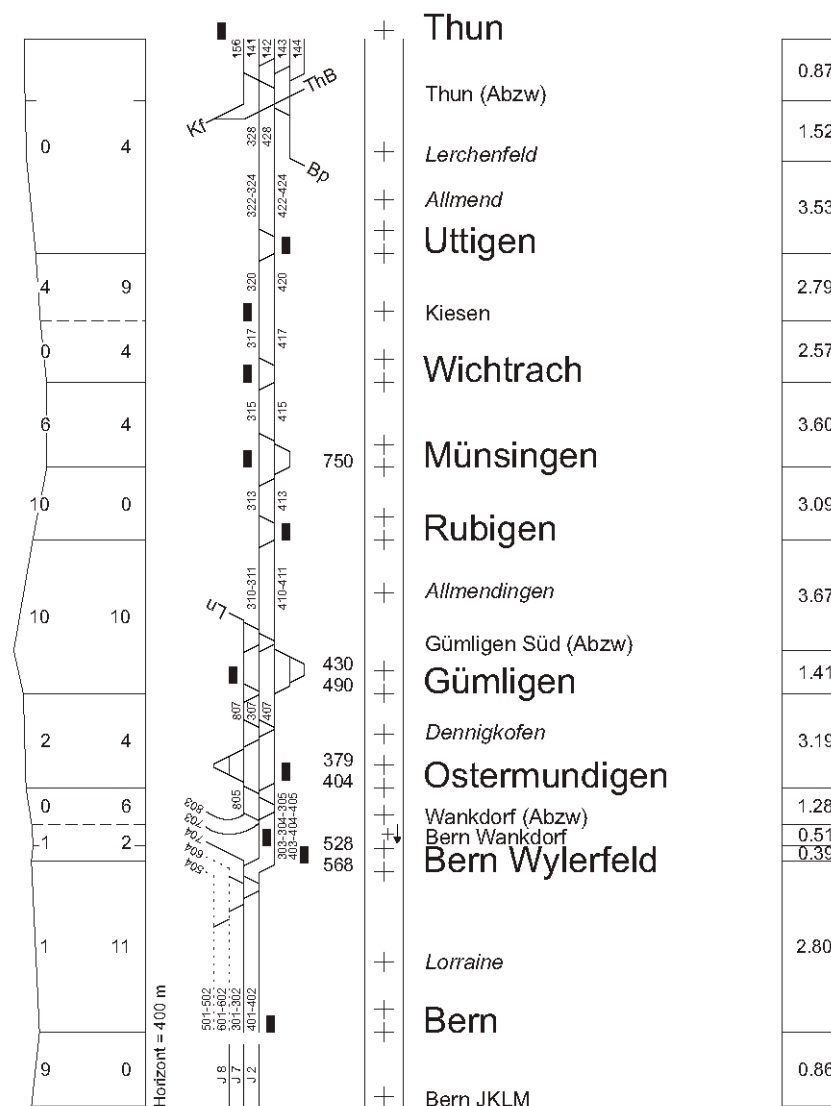 Thun
156 141 142 143 144
0.87
ThB
Thun (Abzw)
Kf
1.52
328 428
0 4
Lerchenfeld
Bp
322-324 422-424
Allmend
3.53
Uttigen
4 9
320 420
2.79
Kiesen
317 417
0 4
2.57
Wichtrach
315 415
6 4
3.60
750
Münsingen
10 0
313 413
3.09
Rubigen
310-311 410-411
Allmendingen
3.67
Ln
10 10
Gümligen Süd (Abzw)
430
1.41
490
Gümligen
807 307 407
Dennigkofen
2 4
3.19
379
404
Ostermundigen
803 805
0 6
303-304-305
403-404-405
1.28
703
Wankdorf (Abzw)
704
Bern Wankdorf
0.51
1 2
604
528
0.39
504
568
Bern Wylerfeld
1 11
2.80
Lorraine
501-502
601-602
301-302
401-402
Bern
Horizont = 400 m
9 0
J 8 J 7 J 2
0.86
Bern JKLM